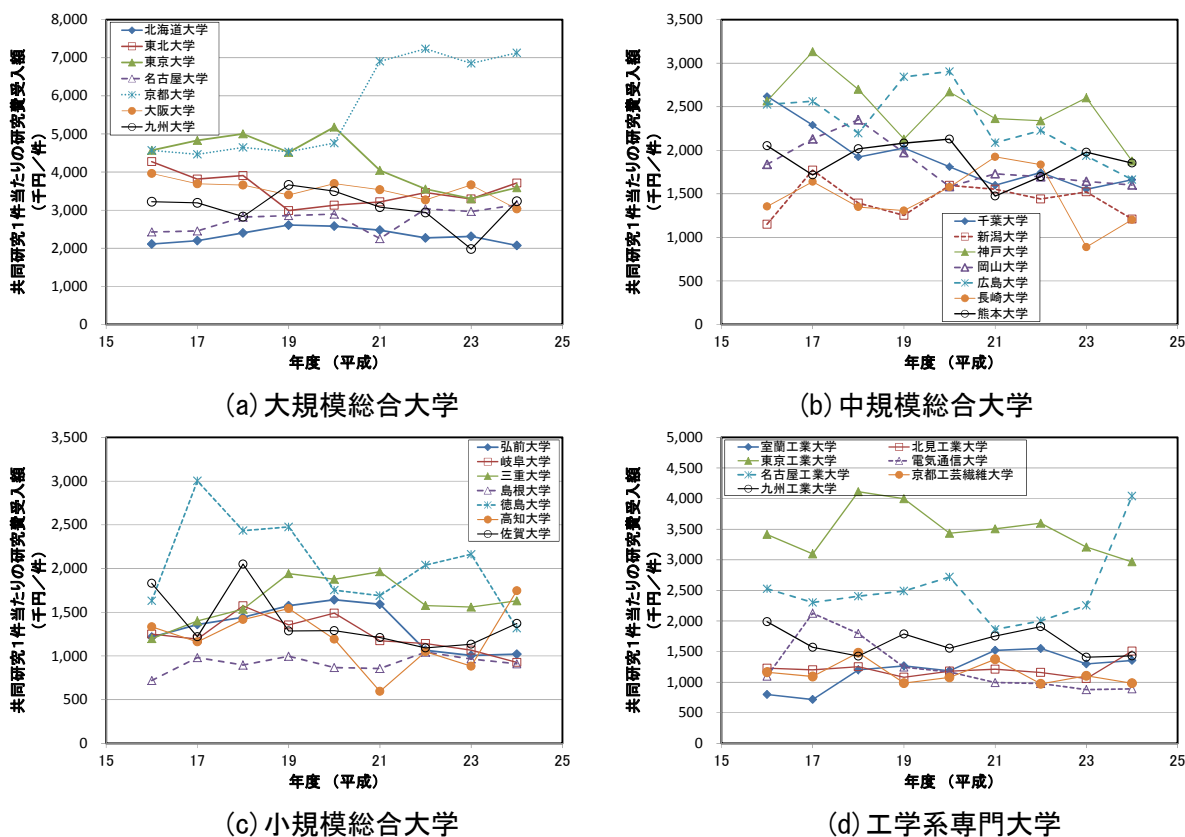 共同研究1件当たりの研究費受入額
（千円／件）
8,000
7,000
6,000
5,000
4,000
3,000
2,000
1,000
0
北海道大学
東北大学
東京大学
名古屋大学
京都大学
大阪大学
九州大学
15 17 19 21 23 25
年度 （平成）
(a) 大規模総合大学
共同研究1件当たりの研究費受入額
（千円／件）
3,500
3,000
2,500
2,000
1,500
1,000
500
0
千葉大学
新潟大学
神戸大学
岡山大学
広島大学
長崎大学
熊本大学
15 17 19 21 23 25
年度 （平成）
(b) 中規模総合大学
共同研究1件当たりの研究費受入額
（千円／件）
3,500
3,000
2,500
2,000
1,500
1,000
500
0
弘前大学
岐阜大学
三重大学
島根大学
徳島大学
高知大学
佐賀大学
15 17 19 21 23 25
年度 （平成）
(c) 小規模総合大学
共同研究1件当たりの研究費受入額
（千円／件）
5,000
4,500
4,000
3,500
3,000
2,500
2,000
1,500
1,000
500
0
室蘭工業大学 北見工業大学
東京工業大学 電気通信大学
名古屋工業大学 京都工芸繊維大学
九州工業大学
15 17 19 21 23 25
年度 （平成）
(d) 工学系専門大学